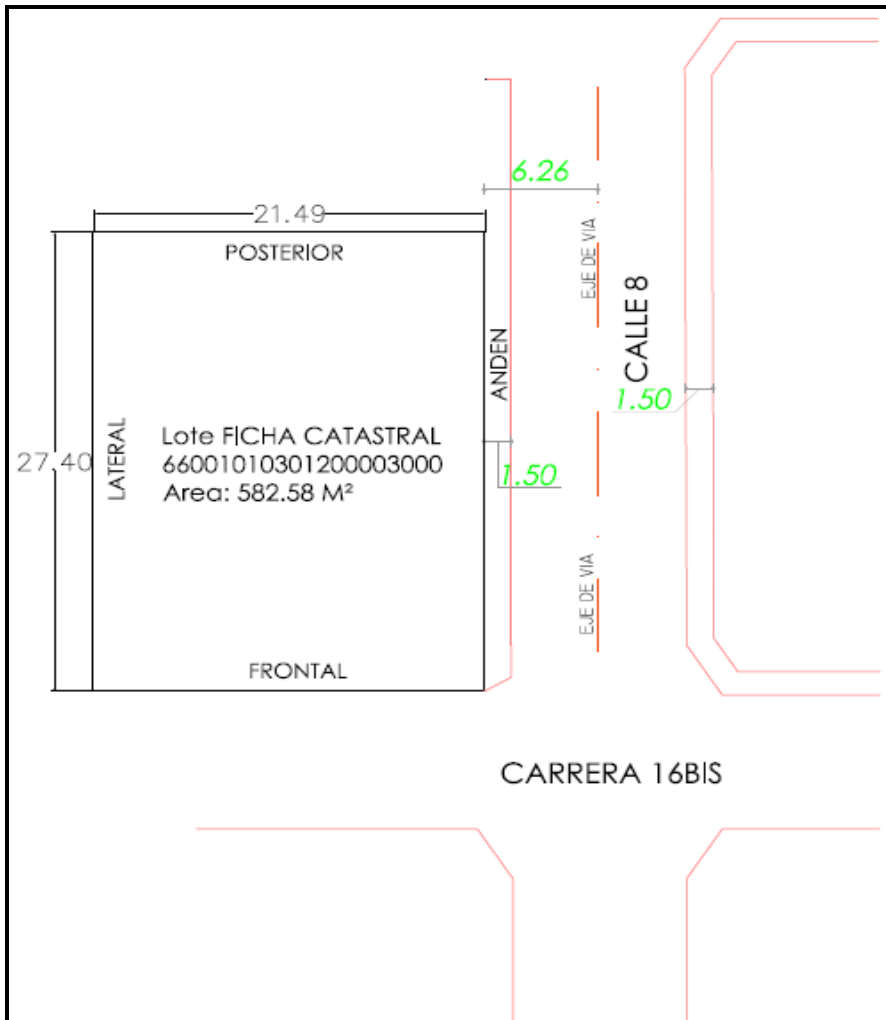 6.26
21.49
POSTERIOR
EJE DE VIA
CALLE 8
ANDEN
1.50
LATERAL
27.40
Lote FICHA CATASTRAL
66001010301200003000
Area: 582.58 M²
1.50
EJE DE VIA
FRONTAL
CARRERA 16BIS